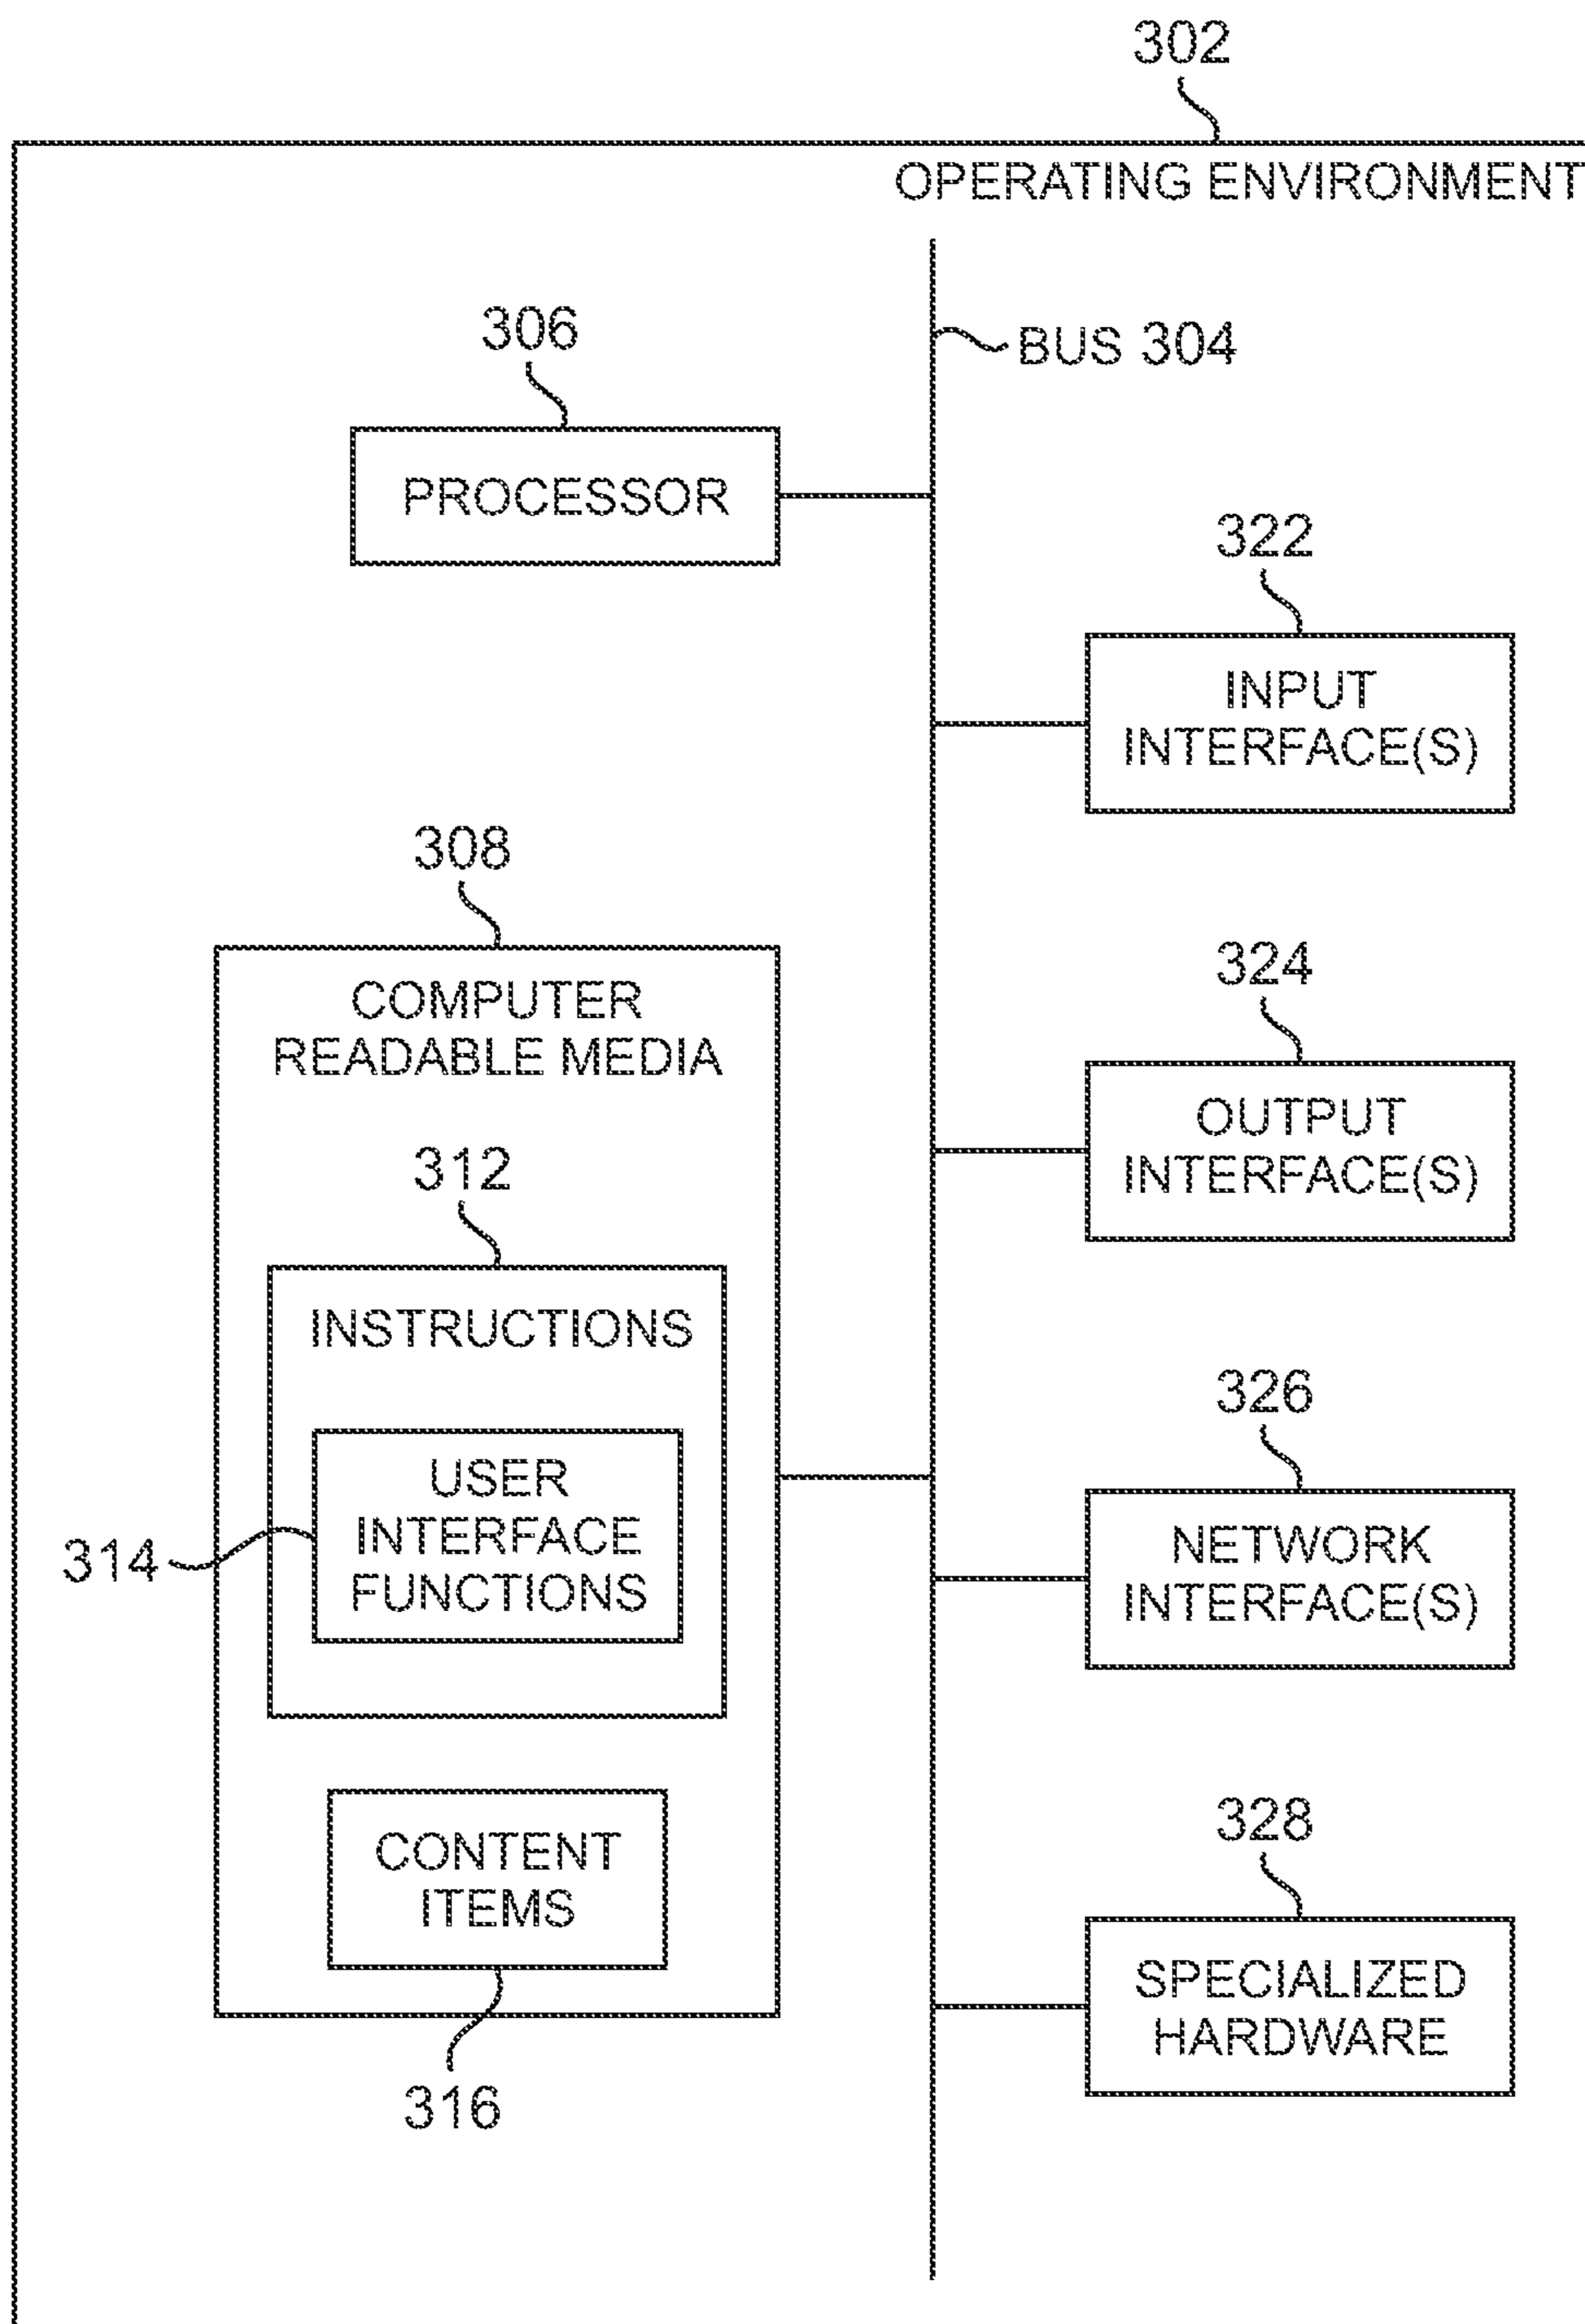 302
OPERATING ENVIRONMENT
306
BUS 304
PROCESSOR
322
INPUT
INTERFACE(S)
308
COMPUTER
READABLE MEDIA
324
OUTPUT
INTERFACE(S)
312
INSTRUCTIONS
314
USER
INTERFACE
FUNCTIONS
326
NETWORK
INTERFACE(S)
328
CONTENT
ITEMS
316
SPECIALIZED
HARDWARE